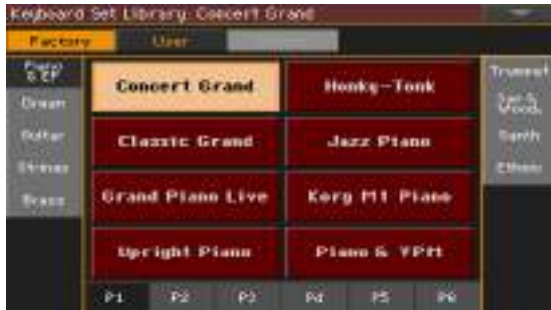 Keyboard Set Library: Concert Grand
Factory User
Piano & EP
Organ
Guitar
Strings
Brass
Concert Grand Honky-Tonk
Classic Grand Jazz Piano
Grand Piano Live Korg M1 Piano
Upright Piano Piano & VPM
Trumpet
Sax & Wood.
Synth
Ethnic
P1 P2 P3 P4 P5 P6